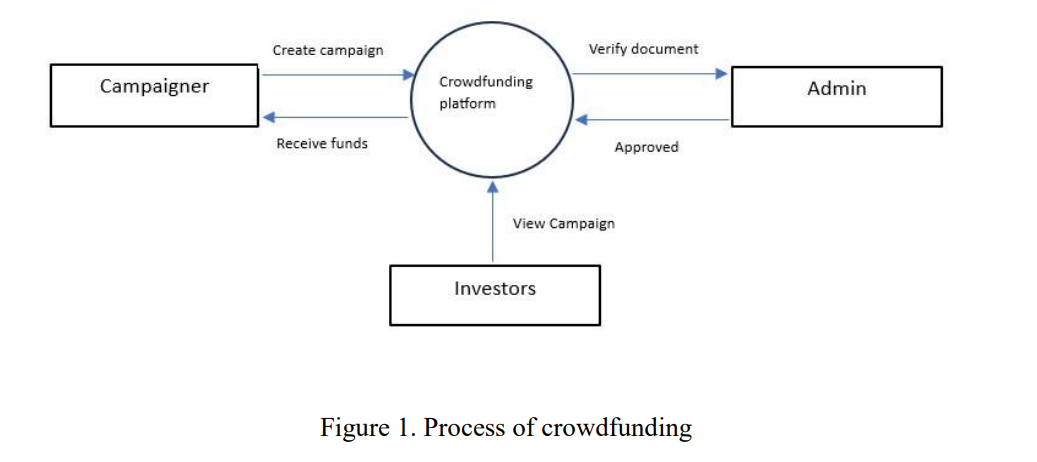 Create campaign
Verify document
Campaigner
Crowdfunding
platform
Admin
Receive funds
Approved
View Campaign
Investors
Figure 1. Process of crowdfunding